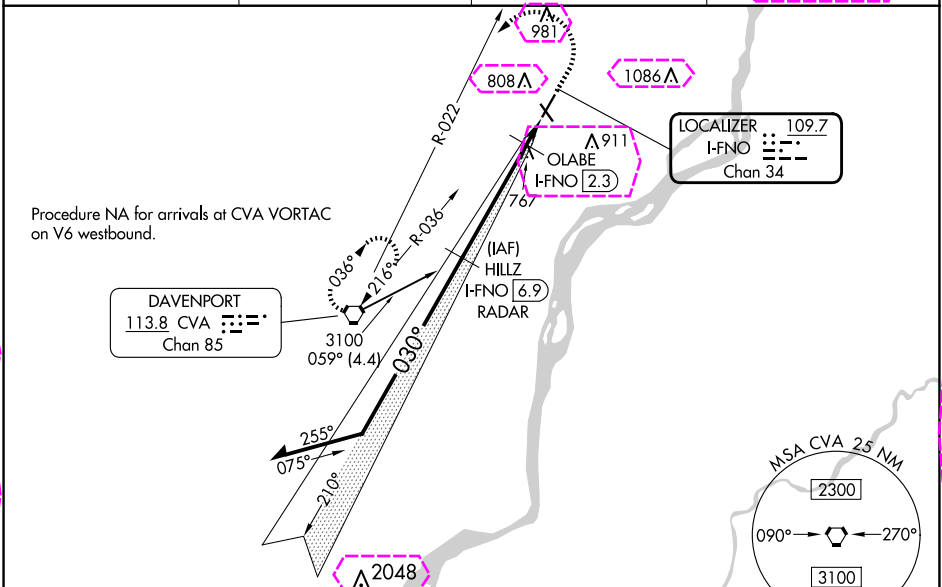 981
808
1086
R-022
LOCALIZER 109.7
I-FNO
Chan 34
911
OLABE
I-FNO 2.3
767
Procedure NA for arrivals at CVA VORTAC
on V6 westbound.
R-036
036°
216°
(IAF)
HILLZ
I-FNO 6.9
RADAR
DAVENPORT
113.8 CVA
Chan 85
3100
059° (4.4)
030°
255°
075°
210°
MSA CVA 25 NM
2300
090°
270°
3100
2048